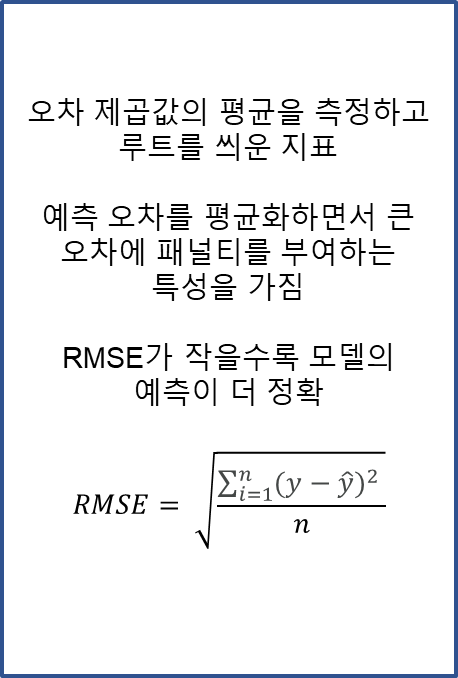 오차 제곱값의 평균을 측정하고
루트를 씌운 지표
예측 오차를 평균화하면서 큰
오차에 패널티를 부여하는
특성을 가짐
RMSE가 작을수록 모델의
예측이 더 정확
RMSE = √(∑ⁿᵢ₌₁(y − ŷ)² / n)